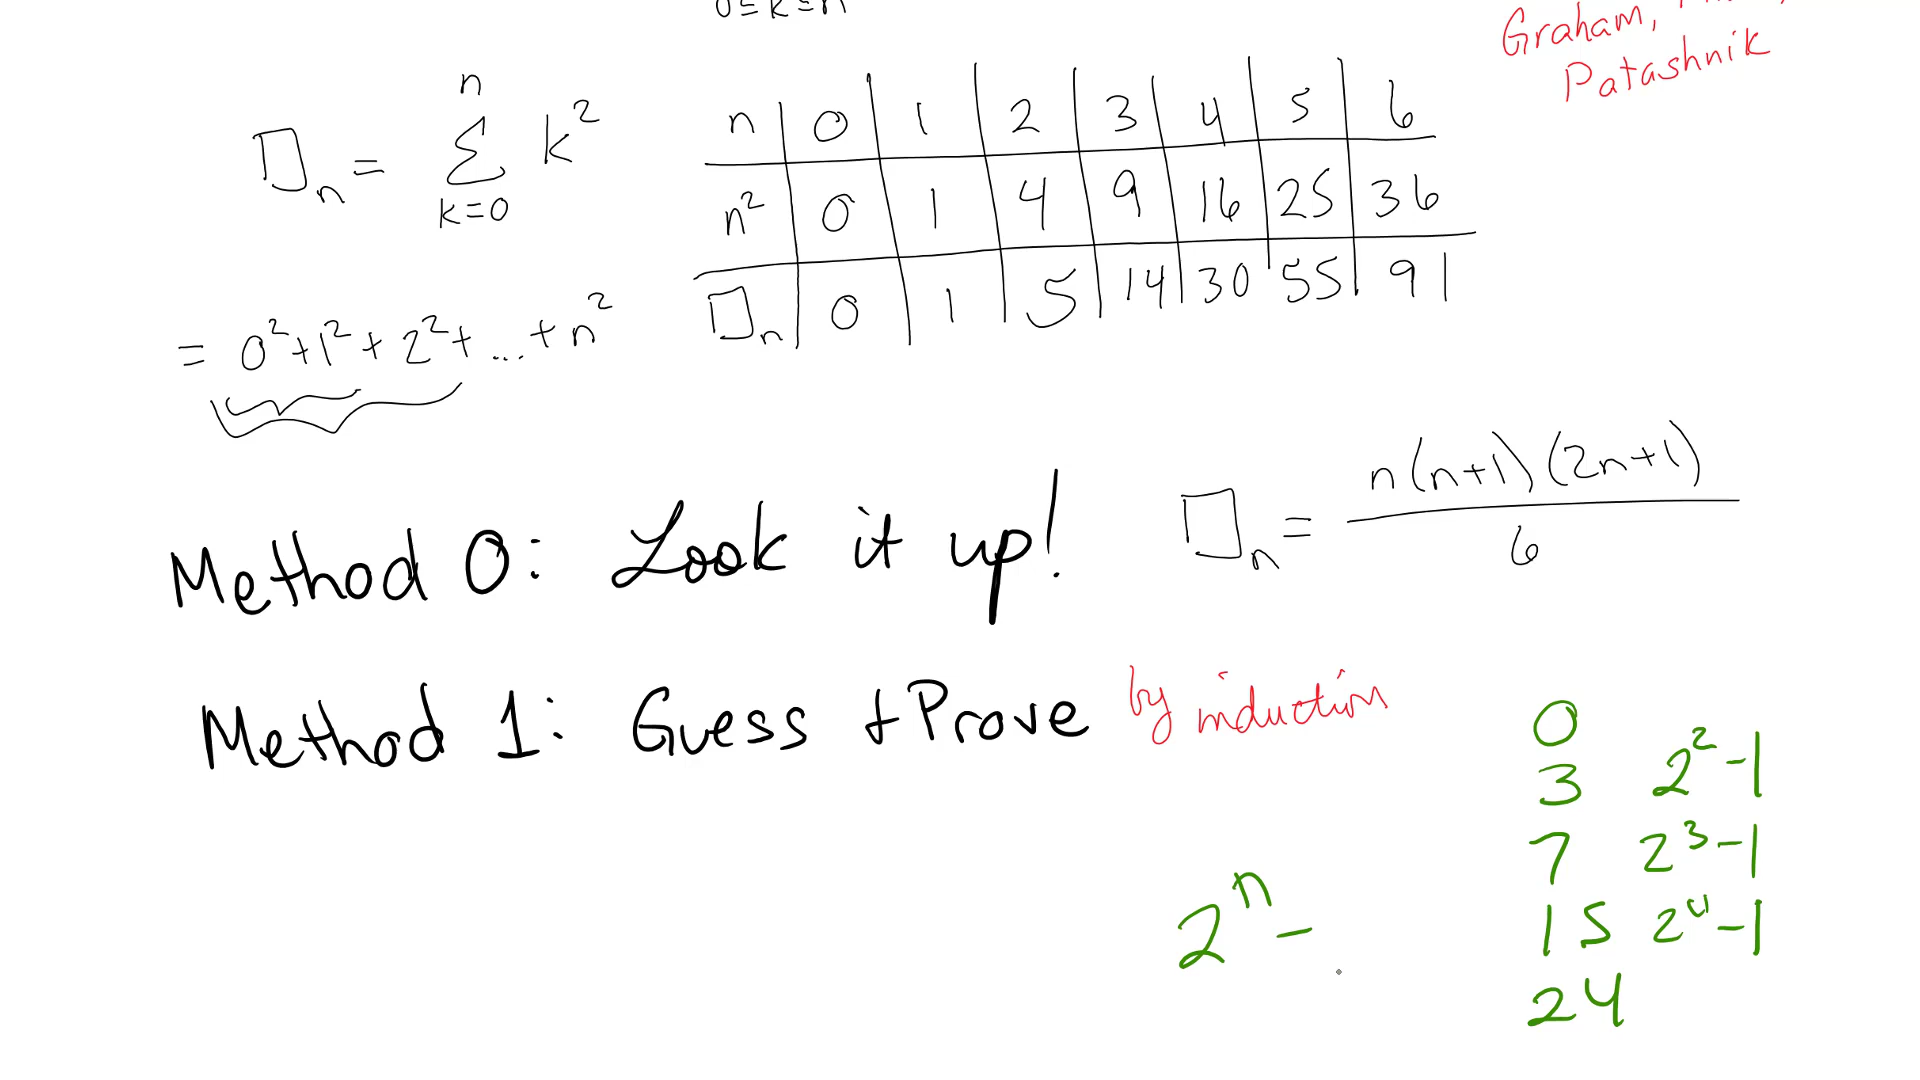 0≤k≤n
Graham,
Patashnik
□n = n Σ k=0 k²
n | 0 | 1 | 2 | 3 | 4 | 5 | 6
n² | 0 | 1 | 4 | 9 | 16 | 25 | 36
□n | 0 | 1 | 5 | 14 | 30 | 55 | 91
= 0²+1²+2²+...+n²
Method 0: Look it up!
□n = n(n+1)(2n+1)
6
Method 1: Guess + Prove by induction
0
3 2²-1
7 2³-1
15 2⁴-1
24
2ⁿ-